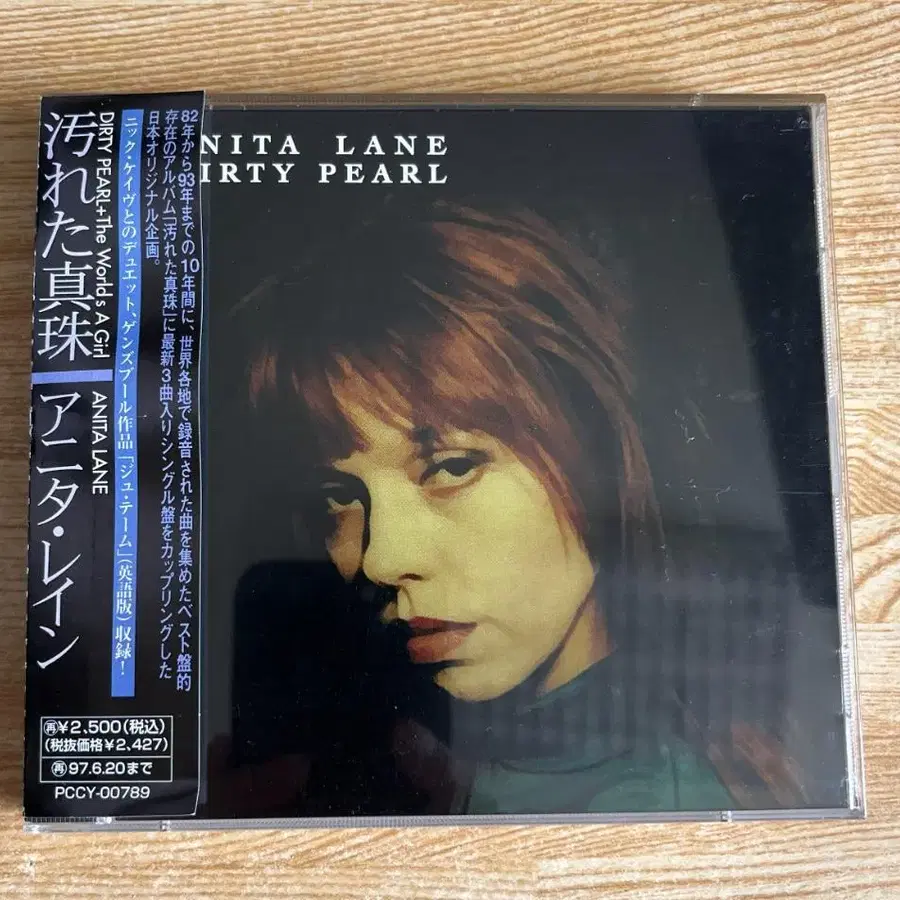 DIRTY PEARL+The World's A Girl
汚れた真珠
ANITA LANE
アニタ・レイン
ニック・ケイヴとのデュエット、ゲンズブール作品「ジュ・テーム」(英語版)収録!
82年から93年までの10年間に、世界各地で録音された曲を集めたベスト盤的
存在のアルバム「汚れた真珠」に最新3曲入りシングル盤をカップリングした
日本オリジナル企画。
再¥2,500(税込)
(税抜価格¥2,427)
再97.6.20まで
PCCY-00789
NITA LANE
IRTY PEARL